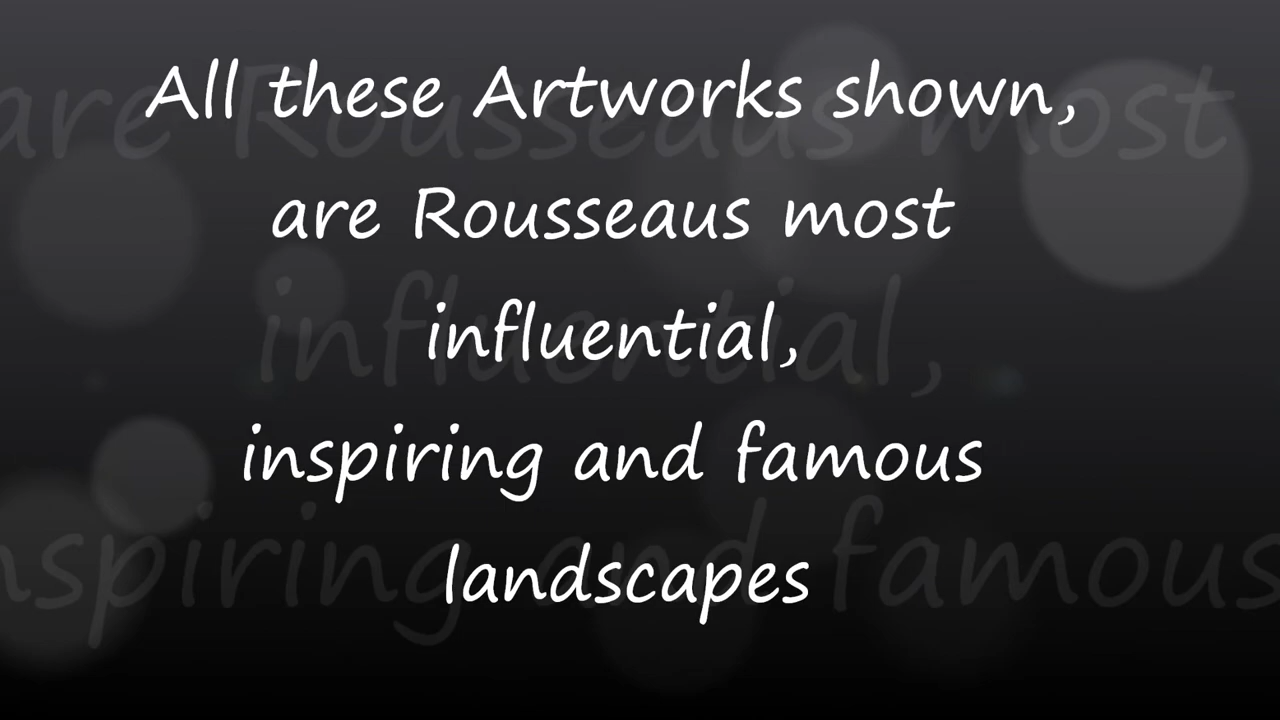 All these Artworks shown,
are Rousseaus most
influential,
inspiring and famous
landscapes